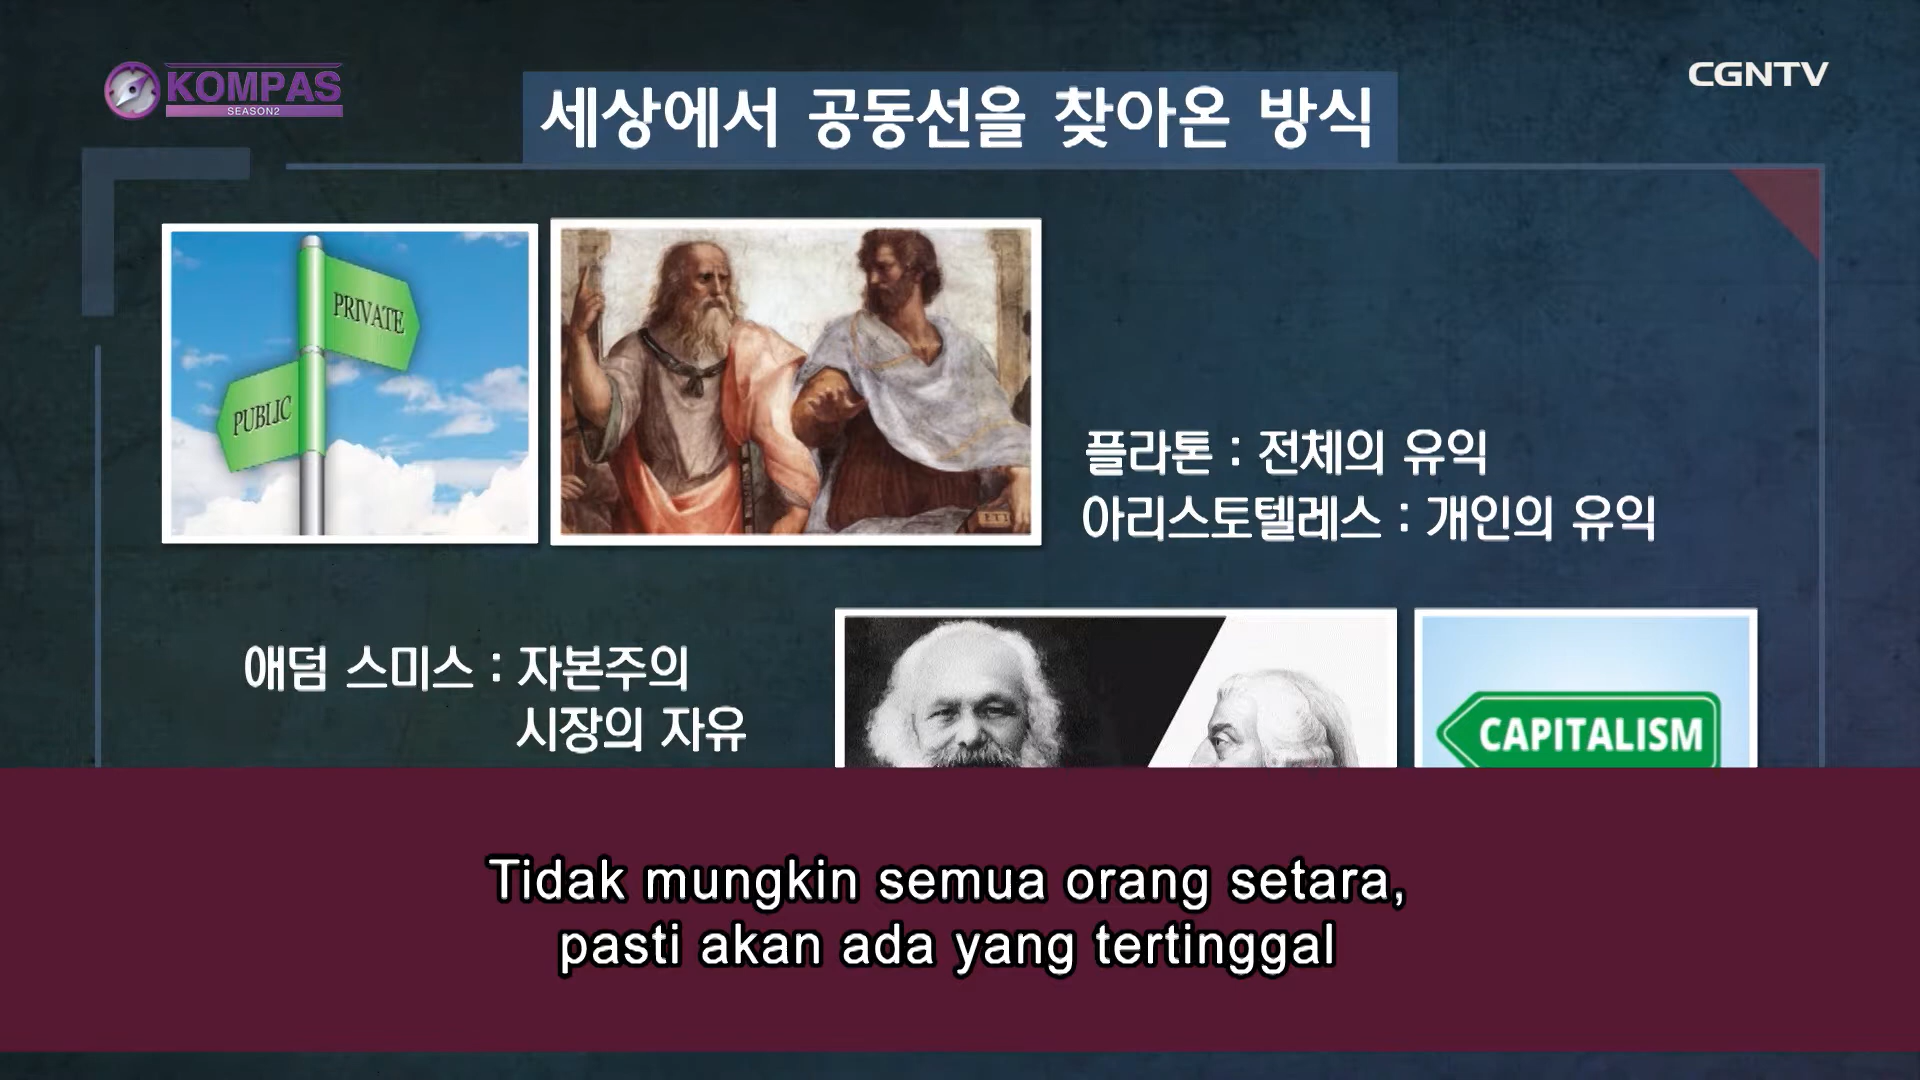 KOMPAS
SEASON2
CGNTV
세상에서 공동선을 찾아온 방식
PRIVATE
PUBLIC
플라톤 : 전체의 유익
아리스토텔레스 : 개인의 유익
애덤 스미스 : 자본주의
시장의 자유
CAPITALISM
Tidak mungkin semua orang setara,
pasti akan ada yang tertinggal